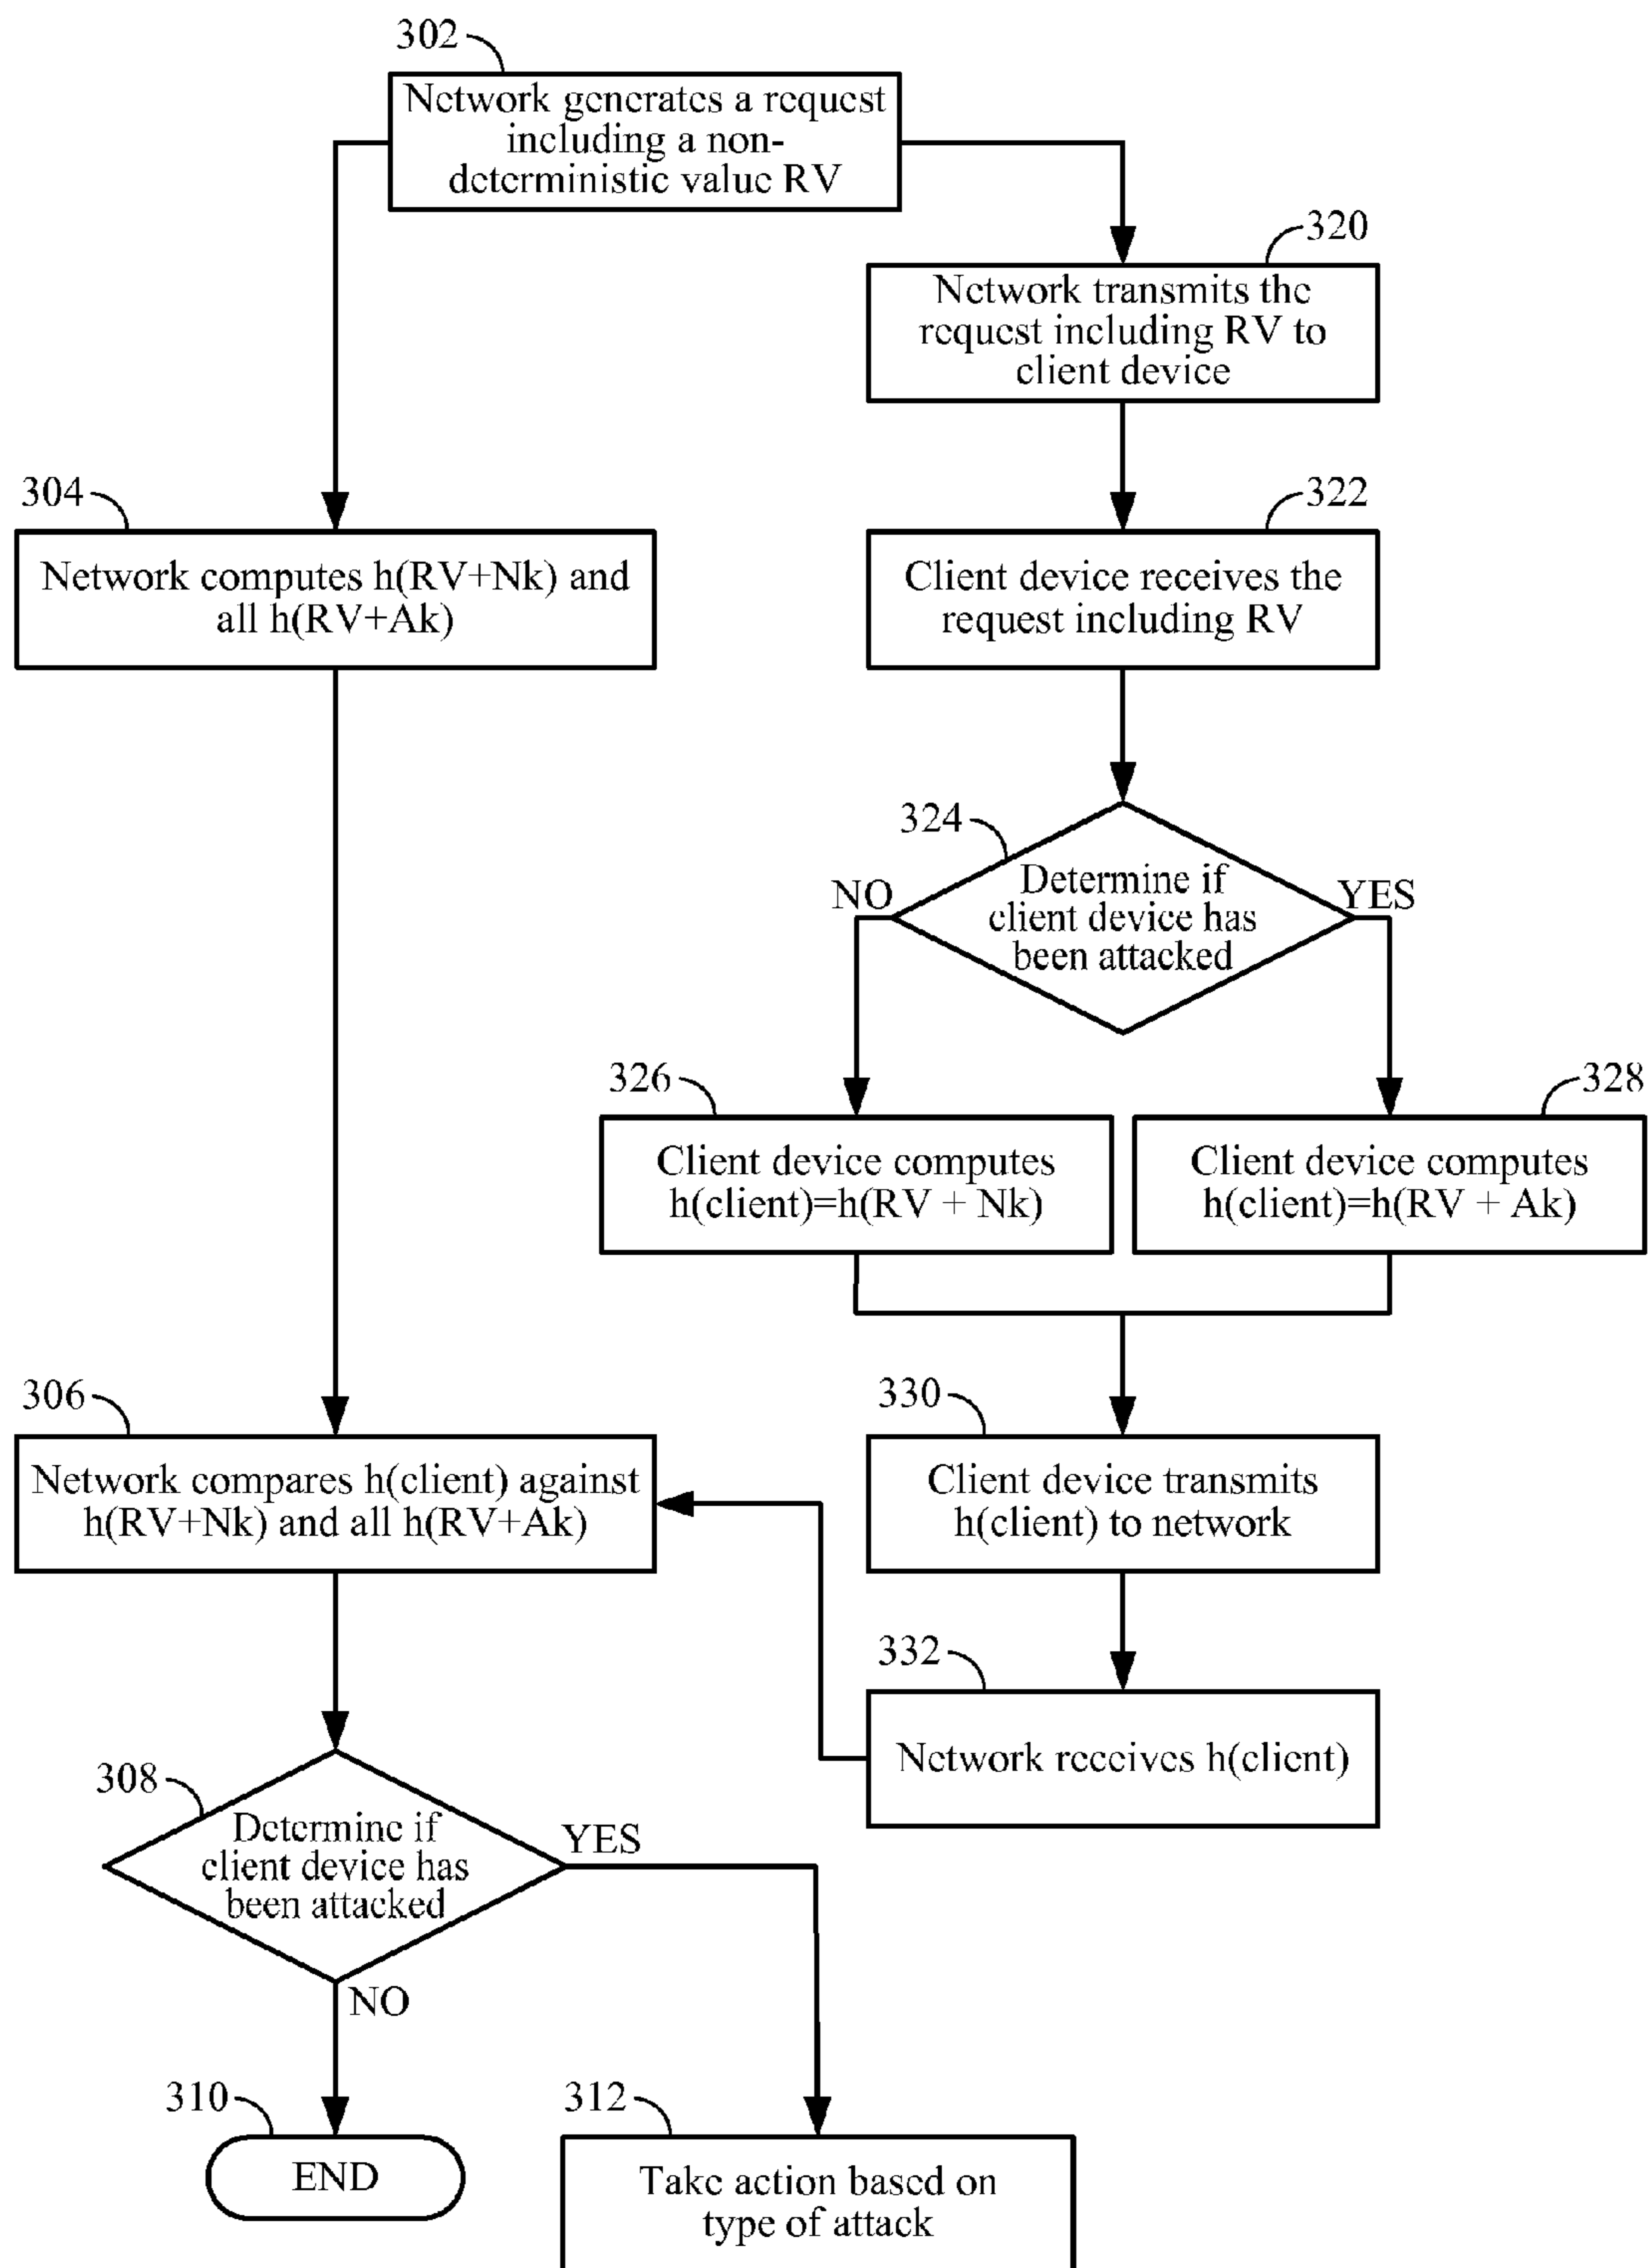 302
Network generates a request
including a non-
deterministic value RV
320
Network transmits the
request including RV to
client device
304
Network computes h(RV+Nk) and
all h(RV+Ak)
322
Client device receives the
request including RV
324
Determine if
client device has
been attacked
NO
YES
326
Client device computes
h(client)=h(RV + Nk)
328
Client device computes
h(client)=h(RV + Ak)
306
Network compares h(client) against
h(RV+Nk) and all h(RV+Ak)
330
Client device transmits
h(client) to network
332
Network receives h(client)
308
Determine if
client device has
been attacked
YES
NO
310
END
312
Take action based on
type of attack